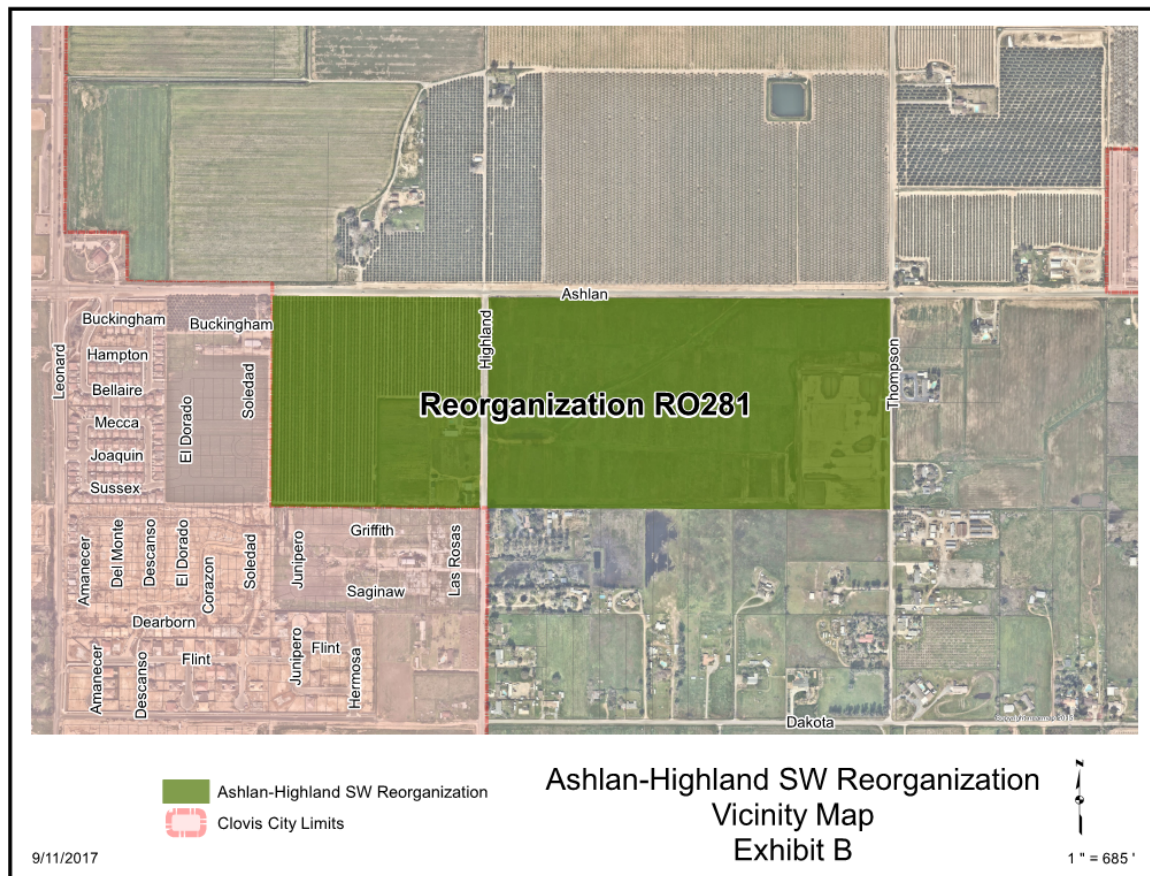 Ashlan
Buckingham
Buckingham
Highland
Hampton
Leonard
Bellaire
Soledad
Thompson
Reorganization RO281
Mecca
El Dorado
Joaquin
Sussex
Griffith
Amanecer
Del Monte
Descanso
El Dorado
Corazon
Soledad
Junipero
Las Rosas
Saginaw
Dearborn
Flint
Flint
Junipero
Hermosa
Amanecer
Descanso
Dakota
Ashlan-Highland SW Reorganization
Clovis City Limits
Ashlan-Highland SW Reorganization
Vicinity Map
Exhibit B
N
9/11/2017
1 " = 685 '